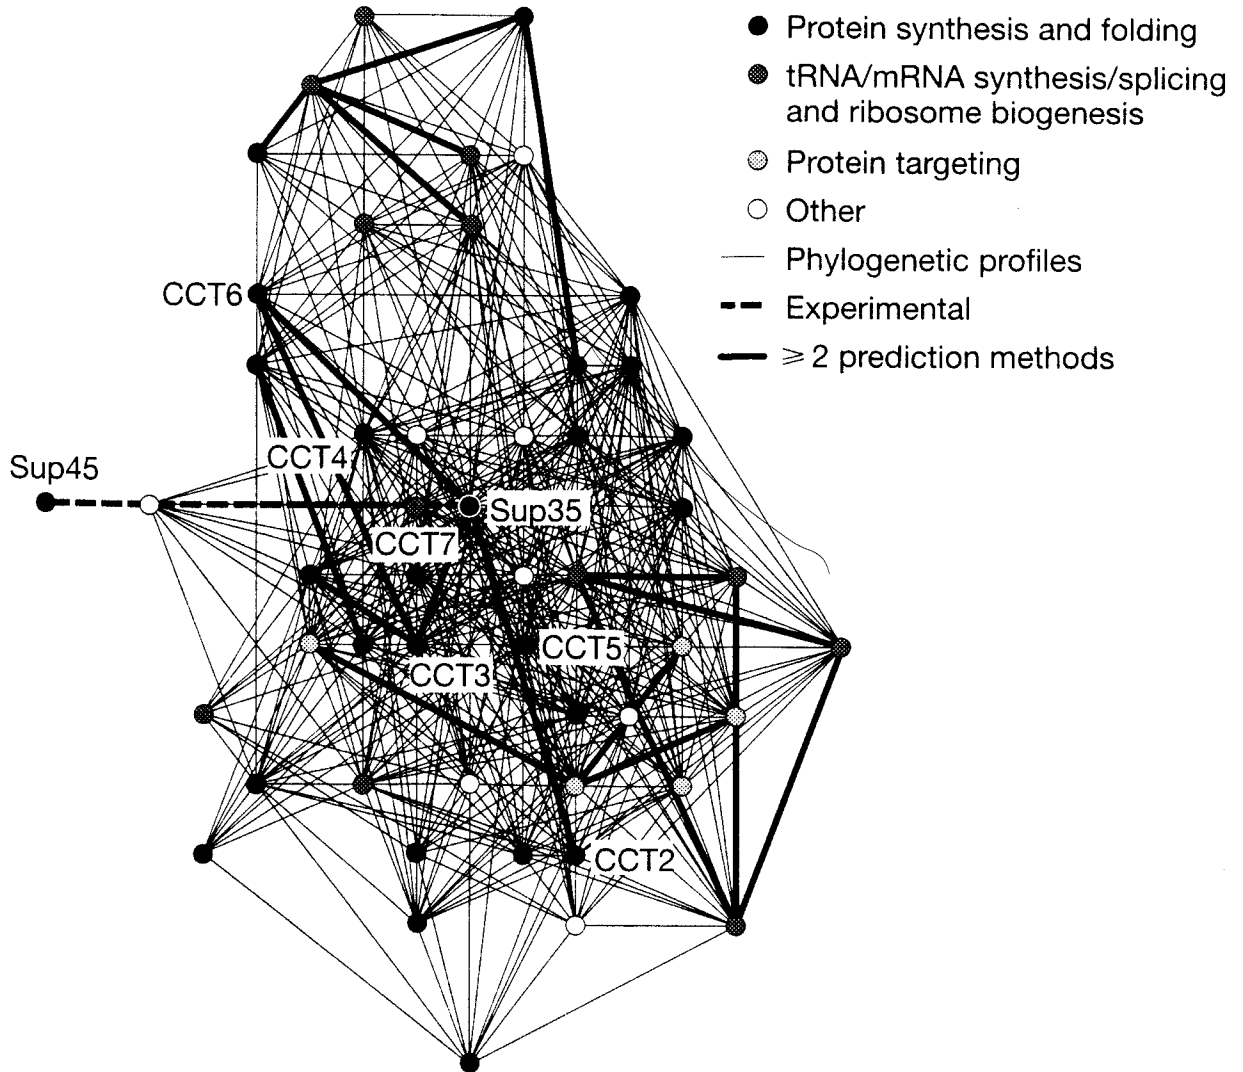 Protein synthesis and folding
tRNA/mRNA synthesis/splicing
and ribosome biogenesis
Protein targeting
Other
Phylogenetic profiles
Experimental
⩾ 2 prediction methods
CCT6
CCT4
Sup45
Sup35
CCT7
CCT5
CCT3
CCT2